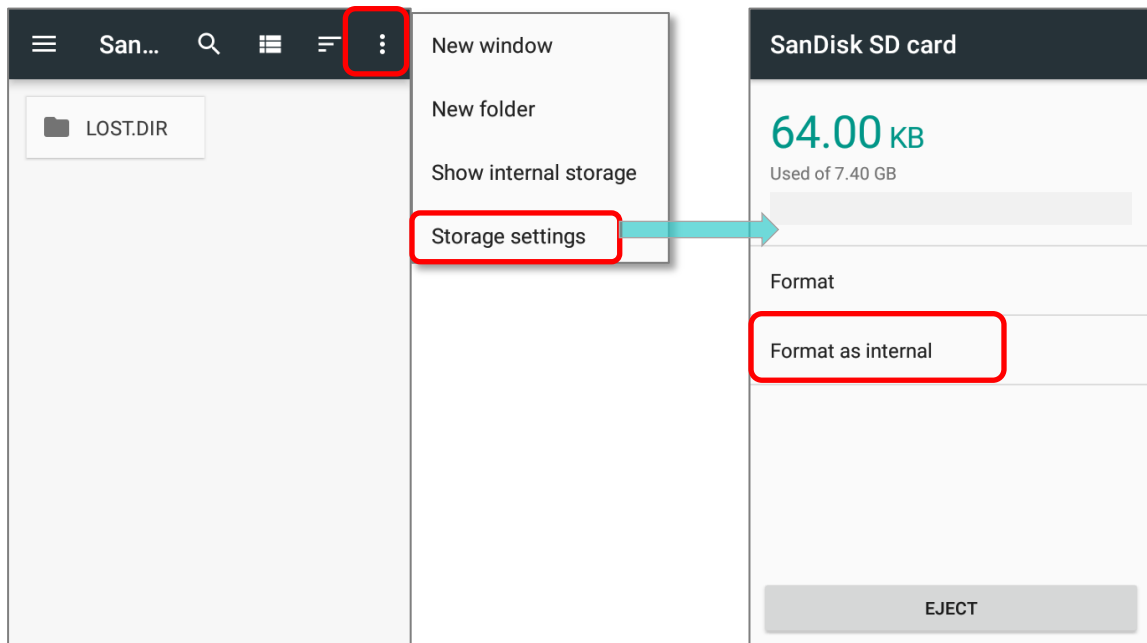 San...
LOST.DIR
New window
New folder
Show internal storage
Storage settings
SanDisk SD card
64.00 KB
Used of 7.40 GB
Format
Format as internal
EJECT